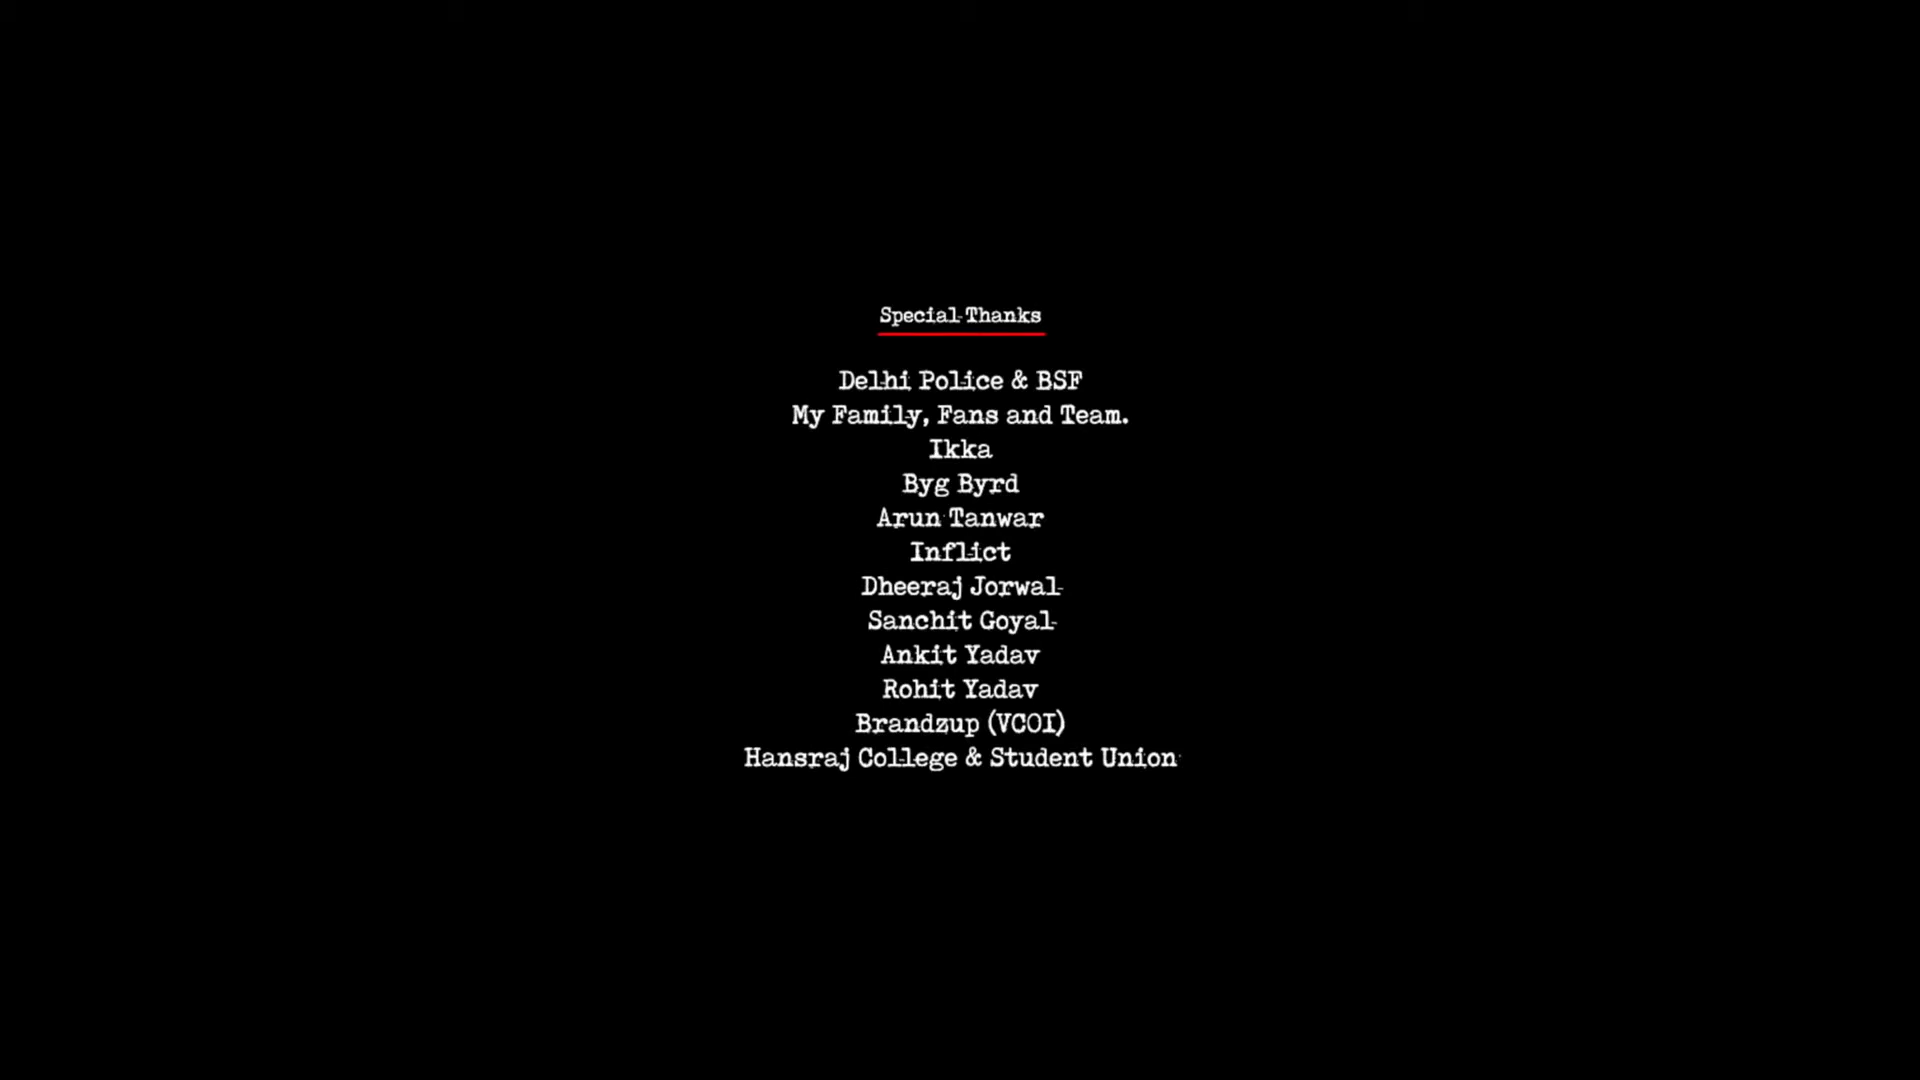 Special Thanks
Delhi Police & BSF
My Family, Fans and Team.
Ikka
Byg Byrd
Arun Tanwar
Inflict
Dheeraj Jorwal
Sanchit Goyal
Ankit Yadav
Rohit Yadav
Brandzup (VCOI)
Hansraj College & Student Union